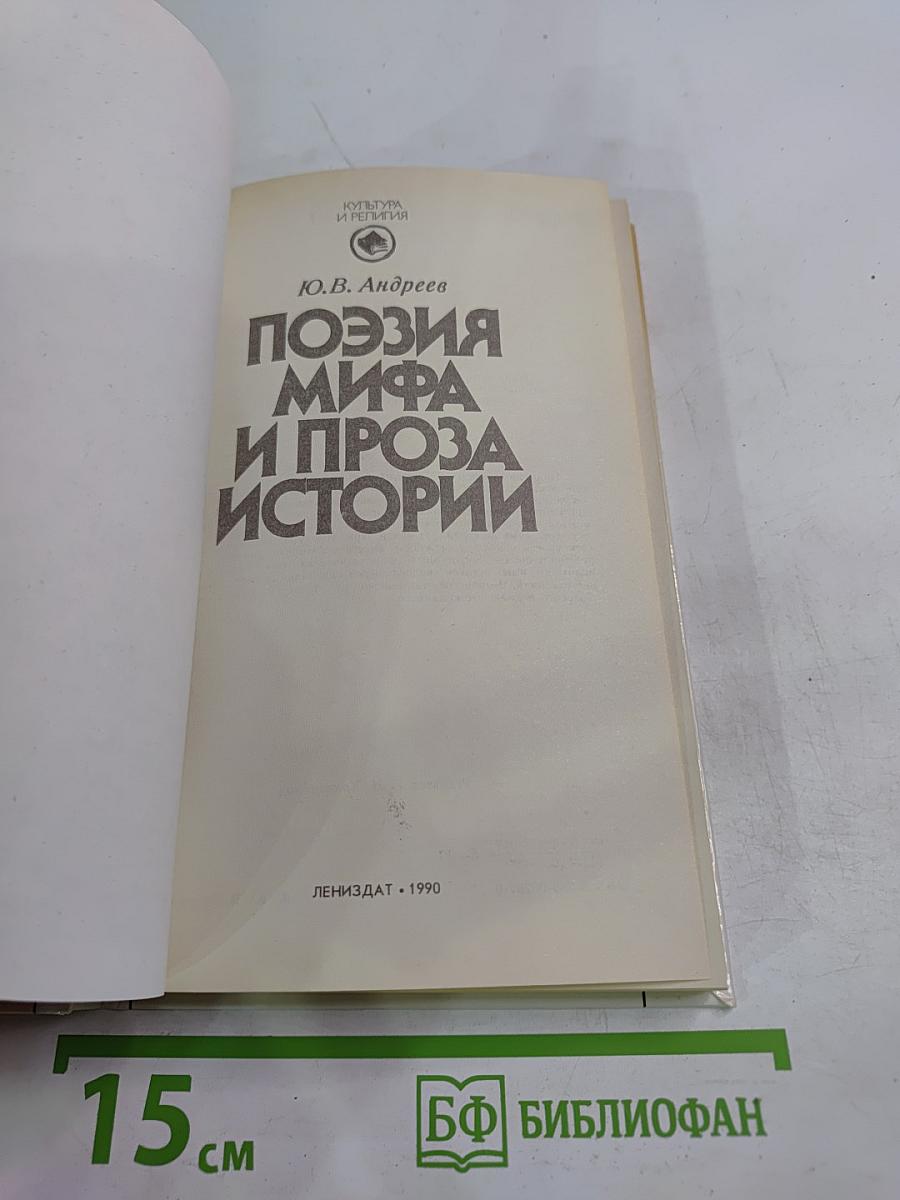 КУЛЬТУРА
И РЕЛИГИЯ
Ю.В. Андреев
ПОЭЗИЯ
МИФА
И ПРОЗА
ИСТОРИИ
ЛЕНИЗДАТ • 1990
15 см
БФ БИБЛИОФАН